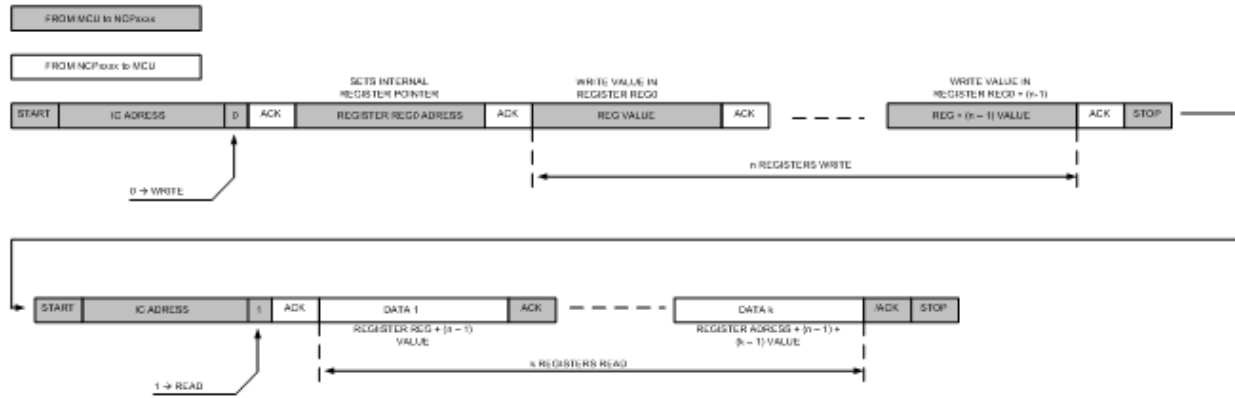 FROM MCU to NCPxxxx
FROM NCPxxxx to MCU
SETS INTERNAL
REGISTER POINTER
WRITE VALUE IN
REGISTER REG0
WRITE VALUE IN
REGISTER REG0 + (n-1)
START
IC ADRESS
0
ACK
REGISTER REG0 ADRESS
ACK
REG VALUE
ACK
REG + (n – 1) VALUE
ACK
STOP
n REGISTERS WRITE
0 → WRITE
START
IC ADRESS
1
ACK
DATA 1
ACK
DATA k
/ACK
STOP
REGISTER REG + (n – 1)
VALUE
REGISTER ADRESS + (n – 1) +
(k – 1) VALUE
k REGISTERS READ
1 → READ